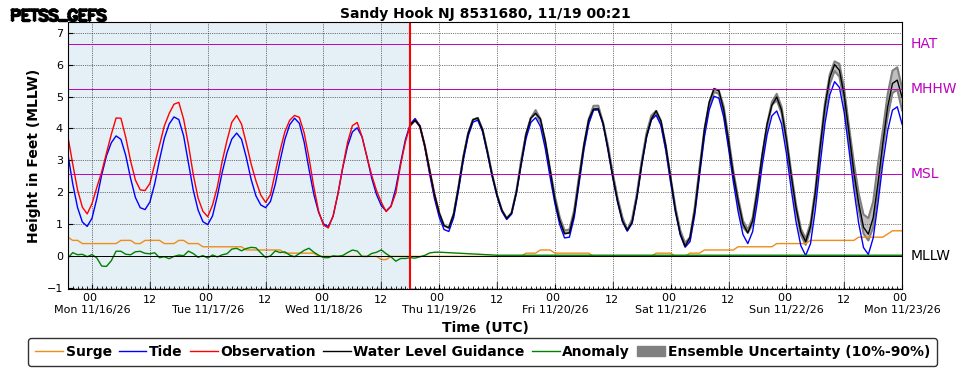 PETSS_GEFS
Sandy Hook NJ 8531680, 11/19 00:21
Height in Feet (MLLW)
7
6
5
4
3
2
1
0
−1
HAT
MHHW
MSL
MLLW
00 12 00 12 00 12 00 12 00 12 00 12 00 12 00
Mon 11/16/26 Tue 11/17/26 Wed 11/18/26 Thu 11/19/26 Fri 11/20/26 Sat 11/21/26 Sun 11/22/26 Mon 11/23/26
Time (UTC)
Surge Tide Observation Water Level Guidance Anomaly Ensemble Uncertainty (10%-90%)